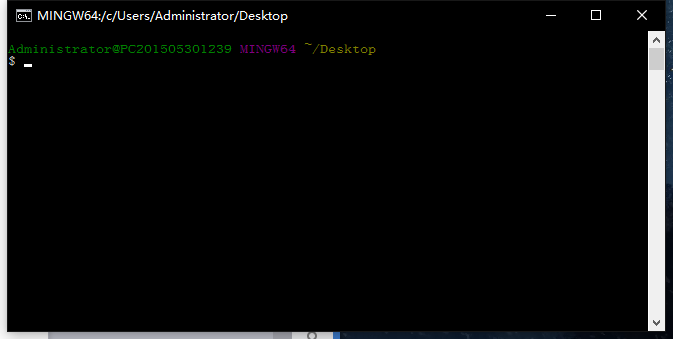 MINGW64:/c/Users/Administrator/Desktop
Administrator@PC201505301239 MINGW64 ~/Desktop
$